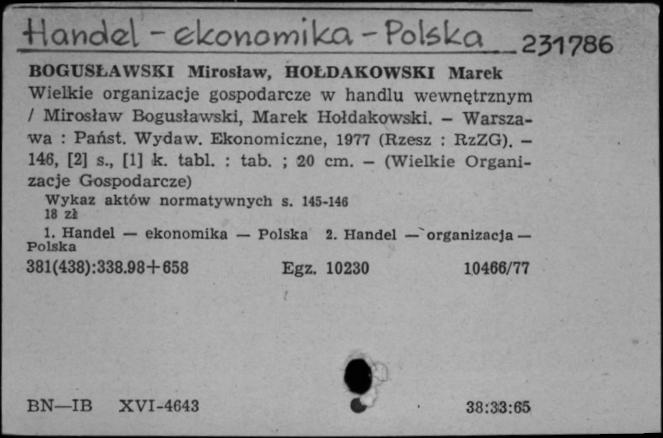 Handel - ekonomika - Polska 231786
BOGUSŁAWSKI Mirosław, HOŁDAKOWSKI Marek
Wielkie organizacje gospodarcze w handlu wewnętrznym
/ Mirosław Bogusławski, Marek Hołdakowski. — Warsza-
wa : Państ. Wydaw. Ekonomiczne, 1977 (Rzesz : RzZG). —
146, [2] s., [1] k. tabl. : tab. ; 20 cm. — (Wielkie Organi-
zacje Gospodarcze)
Wykaz aktów normatywnych s. 145-146
18 zł
1. Handel — ekonomika — Polska 2. Handel — organizacja —
Polska
381(438):338.98+658 Egz. 10230 10466/77
BN—IB XVI-4643 38:33:65